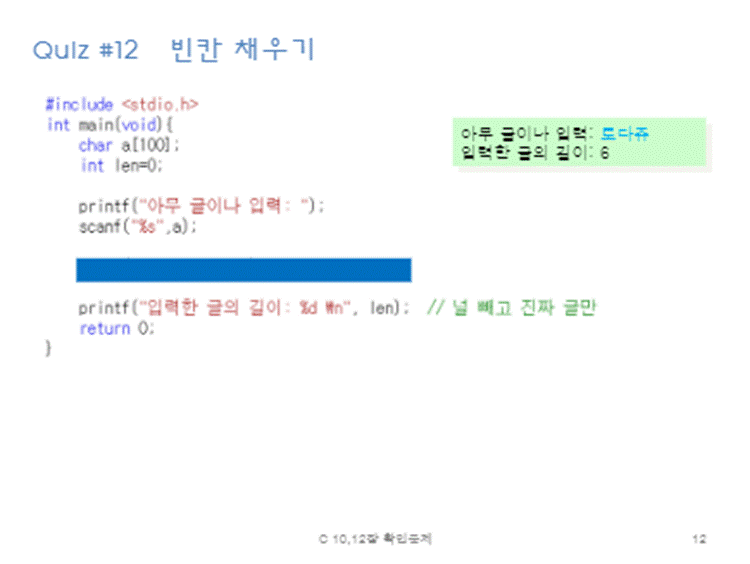 Quiz #12 빈칸 채우기
#include <stdio.h>
int main(void){
char a[100];
int len=0;
아무 글이나 입력: 로다쥬
입력한 글의 길이: 6
printf("아무 글이나 입력: ");
scanf("%s",a);
printf("입력한 글의 길이: %d ₩n", len); // 널 빼고 진짜 글만
return 0;
}
C 10,12장 확인문제
12